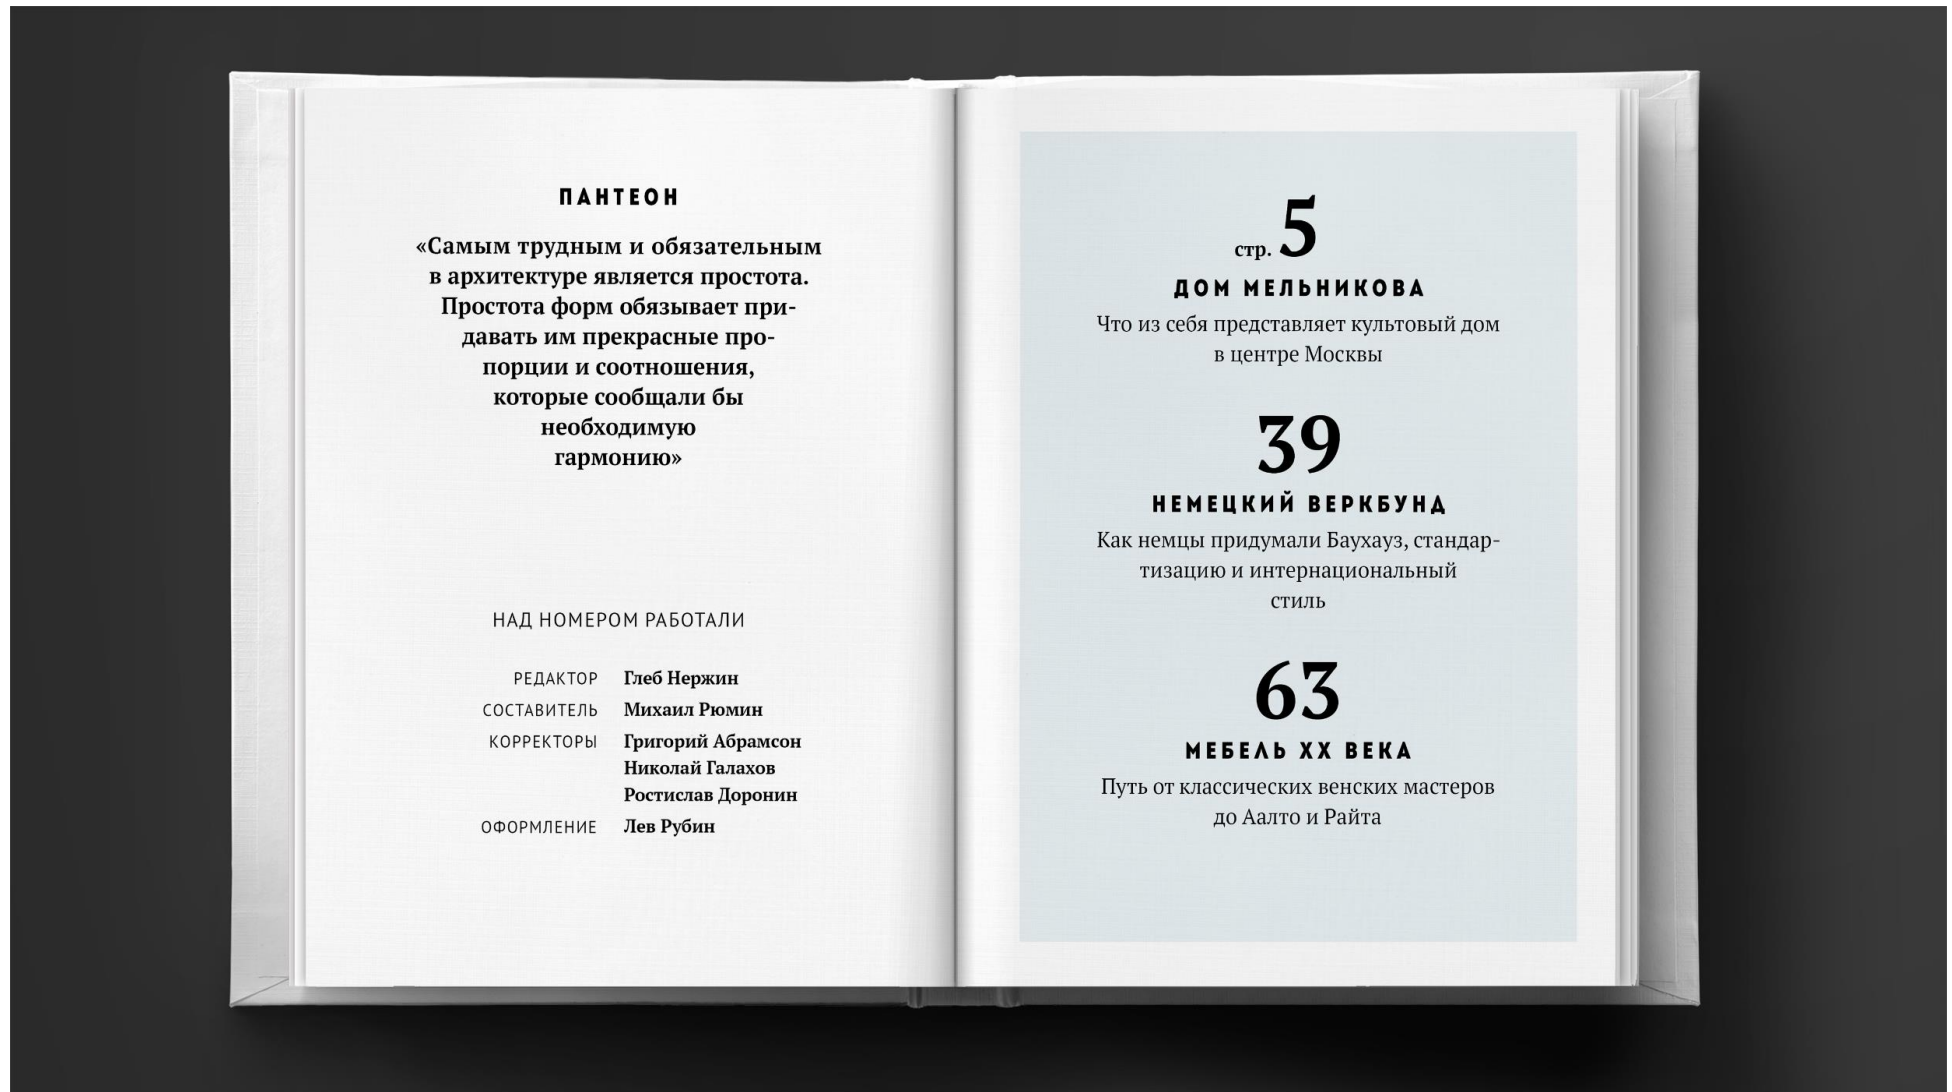 ПАНТЕОН
«Самым трудным и обязательным
в архитектуре является простота.
Простота форм обязывает при-
давать им прекрасные про-
порции и соотношения,
которые сообщали бы
необходимую
гармонию»
НАД НОМЕРОМ РАБОТАЛИ
РЕДАКТОР Глеб Нержин
СОСТАВИТЕЛЬ Михаил Рюмин
КОРРЕКТОРЫ Григорий Абрамсон
Николай Галахов
Ростислав Доронин
ОФОРМЛЕНИЕ Лев Рубин
стр. 5
ДОМ МЕЛЬНИКОВА
Что из себя представляет культовый дом
в центре Москвы
39
НЕМЕЦКИЙ ВЕРКБУНД
Как немцы придумали Баухауз, стандар-
тизацию и интернациональный
стиль
63
МЕБЕЛЬ XX ВЕКА
Путь от классических венских мастеров
до Аалто и Райта